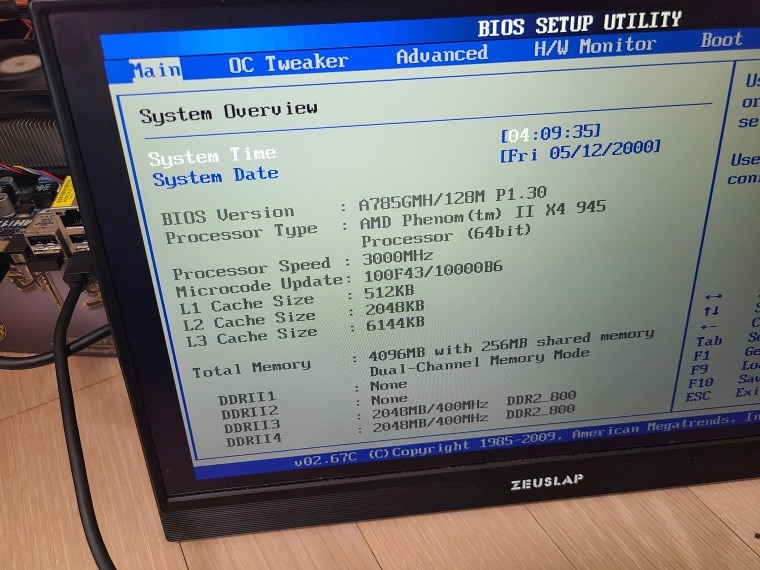 BIOS SETUP UTILITY
Main OC Tweaker Advanced H/W Monitor Boot
System Overview
System Time [04:09:35]
System Date [Fri 05/12/2000]
BIOS Version : A785GMH/128M P1.30
Processor Type : AMD Phenom(tm) II X4 945
Processor (64bit)
Processor Speed : 3000MHz
Microcode Update: 100F43/10000B6
L1 Cache Size : 512KB
L2 Cache Size : 2048KB
L3 Cache Size : 6144KB
Total Memory : 4096MB with 256MB shared memory
Dual-Channel Memory Mode
DDRII1 : None
DDRII2 : None
DDRII3 : 2048MB/400MHz DDR2_800
DDRII4 : 2048MB/400MHz DDR2_800
or
se
Use
↔
↑↓
+-
Tab
F1
F9
F10
ESC
v02.67C (C)Copyright 1985-2009, American Megatrends, In
ZEUSLAP